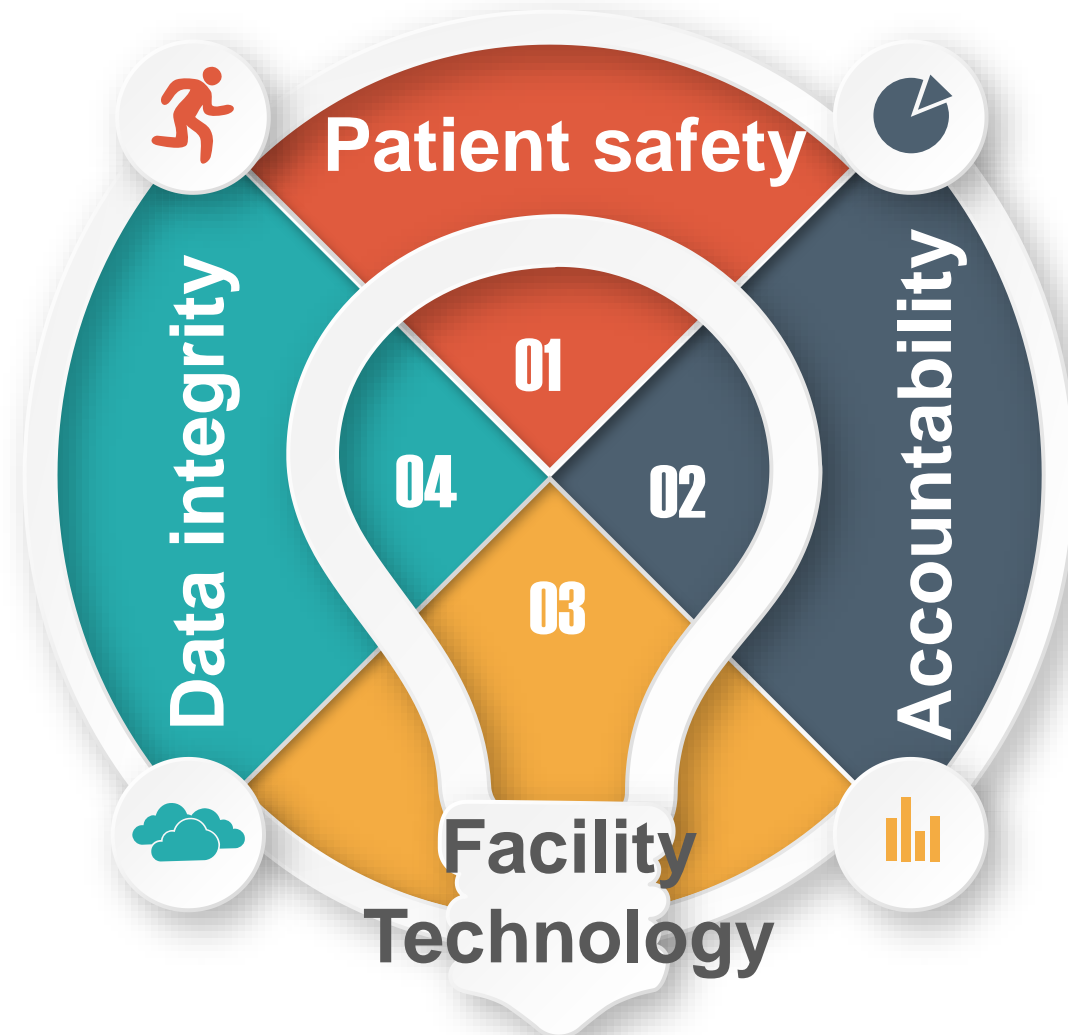 Patient safety
01
Data integrity
04
02
Accountability
03
Facility
Technology